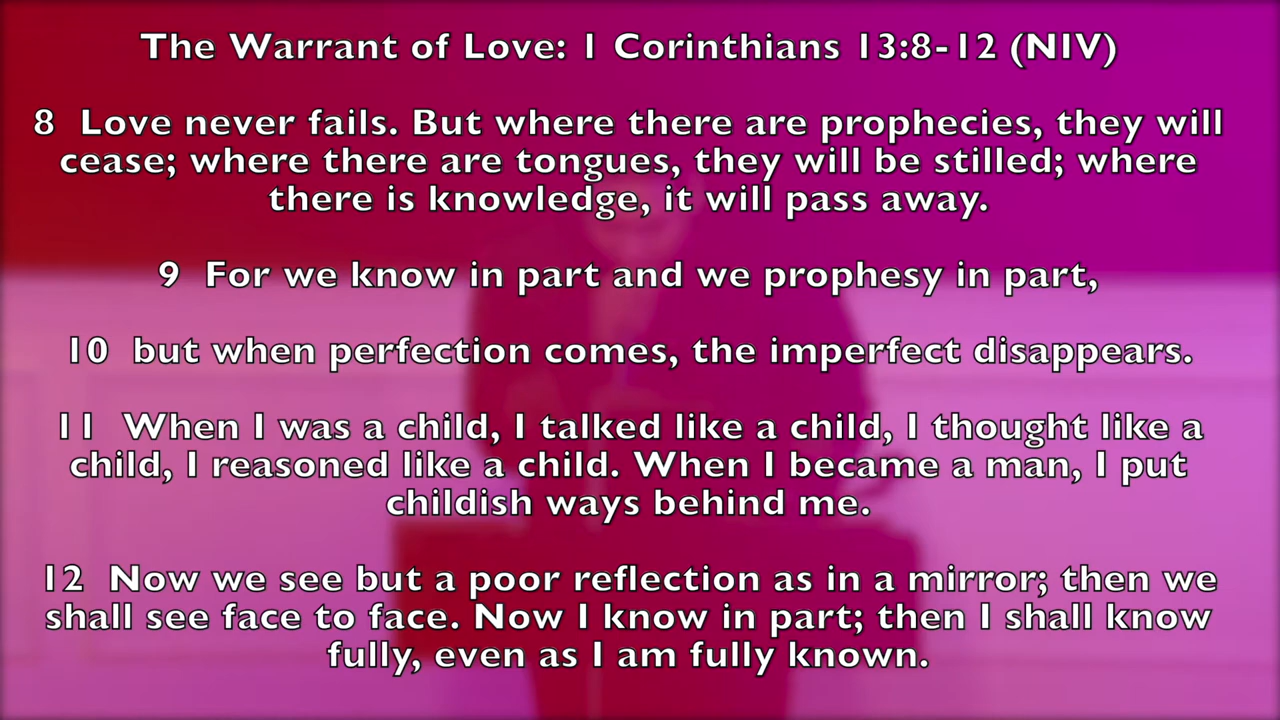 The Warrant of Love: 1 Corinthians 13:8-12 (NIV)
8 Love never fails. But where there are prophecies, they will
cease; where there are tongues, they will be stilled; where
there is knowledge, it will pass away.
9 For we know in part and we prophesy in part,
10 but when perfection comes, the imperfect disappears.
11 When I was a child, I talked like a child, I thought like a
child, I reasoned like a child. When I became a man, I put
childish ways behind me.
12 Now we see but a poor reflection as in a mirror; then we
shall see face to face. Now I know in part; then I shall know
fully, even as I am fully known.